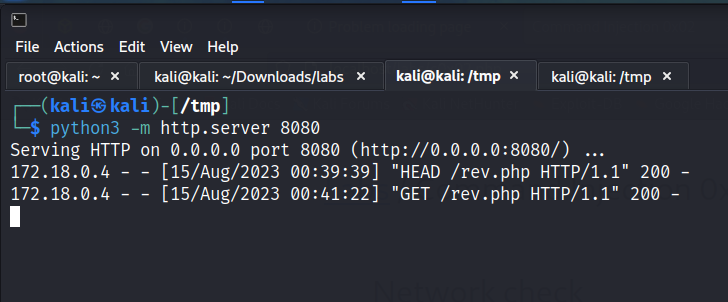 File Actions Edit View Help
root@kali: ~ × kali@kali: ~/Downloads/labs × kali@kali: /tmp × kali@kali: /tmp ×
┌──(kali㉿kali)-[/tmp]
└─$ python3 -m http.server 8080
Serving HTTP on 0.0.0.0 port 8080 (http://0.0.0.0:8080/) ...
172.18.0.4 - - [15/Aug/2023 00:39:39] "HEAD /rev.php HTTP/1.1" 200 -
172.18.0.4 - - [15/Aug/2023 00:41:22] "GET /rev.php HTTP/1.1" 200 -
Network check